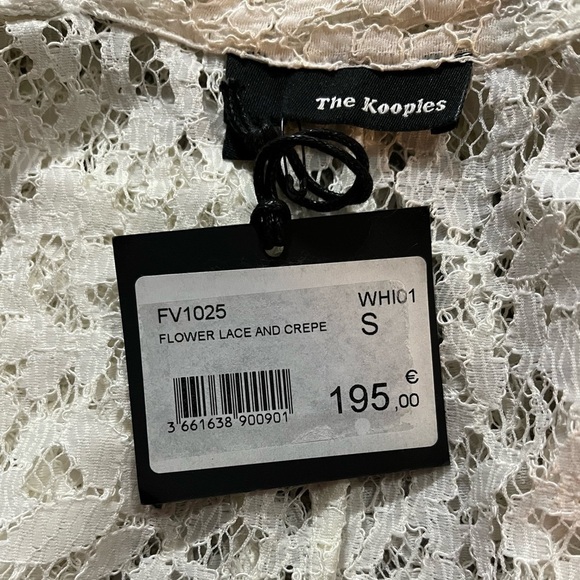 The Kooples
FV1025
WHI01
FLOWER LACE AND CREPE
S
3 661638 900901
195,00 €